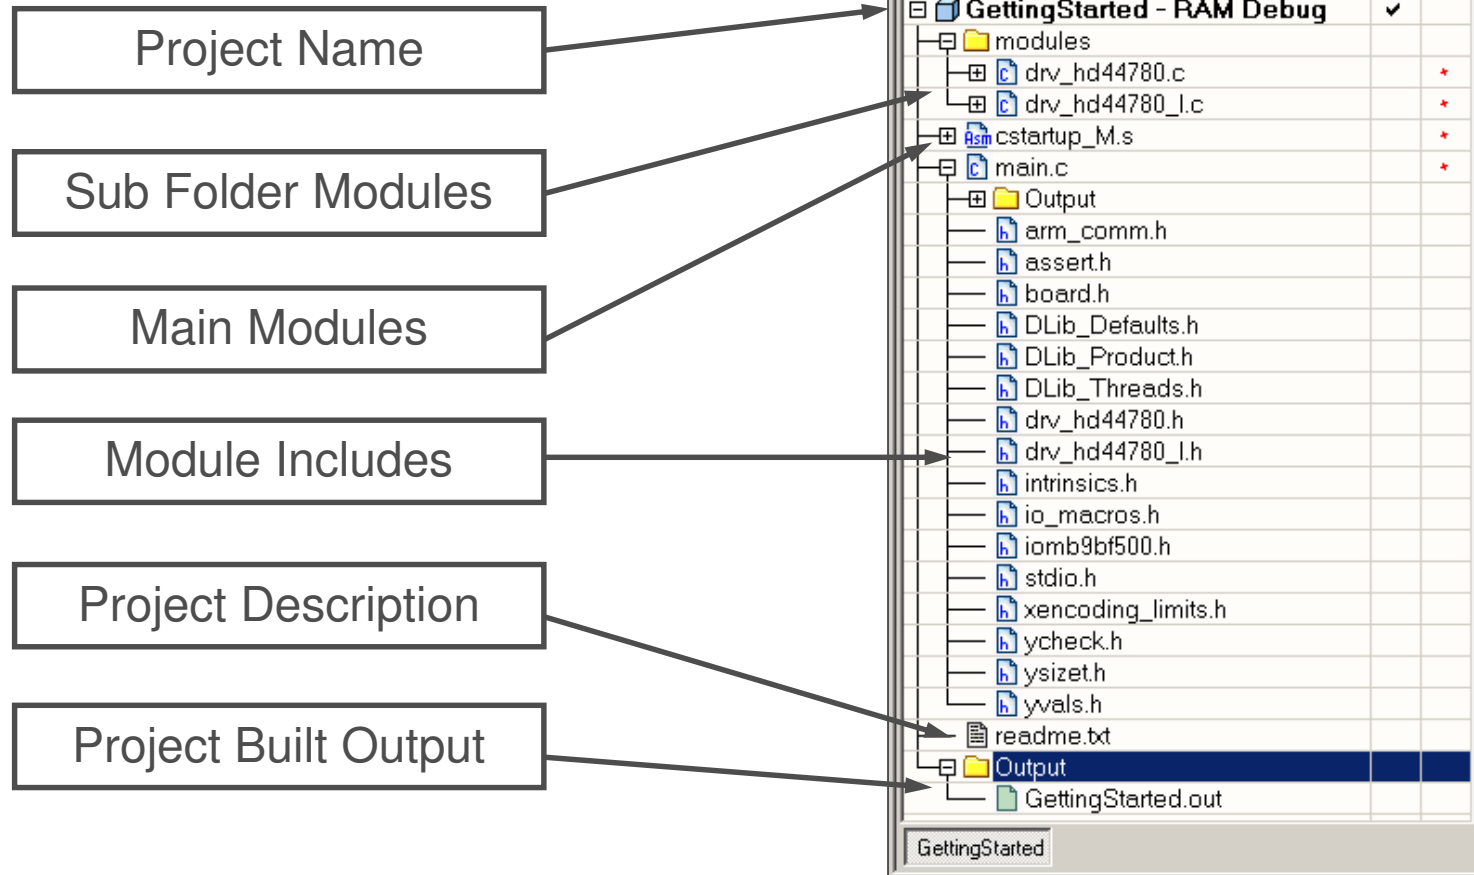 Project Name
Sub Folder Modules
Main Modules
Module Includes
Project Description
Project Built Output
GettingStarted - RAM Debug
modules
c drv_hd44780.c
c drv_hd44780_l.c
Asm cstartup_M.s
c main.c
Output
h arm_comm.h
h assert.h
h board.h
h DLib_Defaults.h
h DLib_Product.h
h DLib_Threads.h
h drv_hd44780.h
h drv_hd44780_l.h
h intrinsics.h
h io_macros.h
h iomb9bf500.h
h stdio.h
h xencoding_limits.h
h ycheck.h
h ysizet.h
h yvals.h
readme.txt
Output
GettingStarted.out
GettingStarted